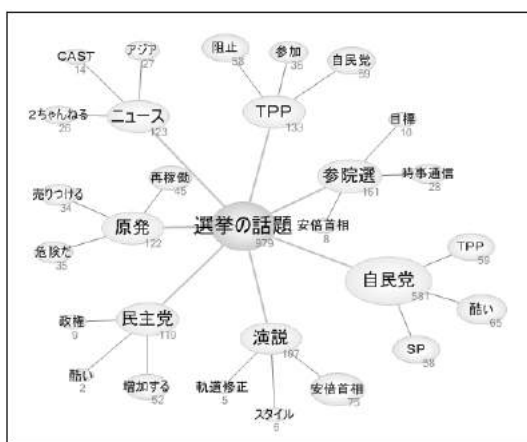 CAST
14
アジア
27
2ちゃんねる
26
ニュース
123
阻止
58
参加
36
自民党
59
TPP
133
目標
10
参院選
161
時事通信
28
安倍首相
8
再稼働
45
売りつける
34
原発
122
危険だ
35
選挙の話題
979
TPP
59
自民党
581
酷い
65
SP
58
民主党
119
政権
9
酷い
2
増加する
52
演説
107
軌道修正
5
スタイル
6
安倍首相
75